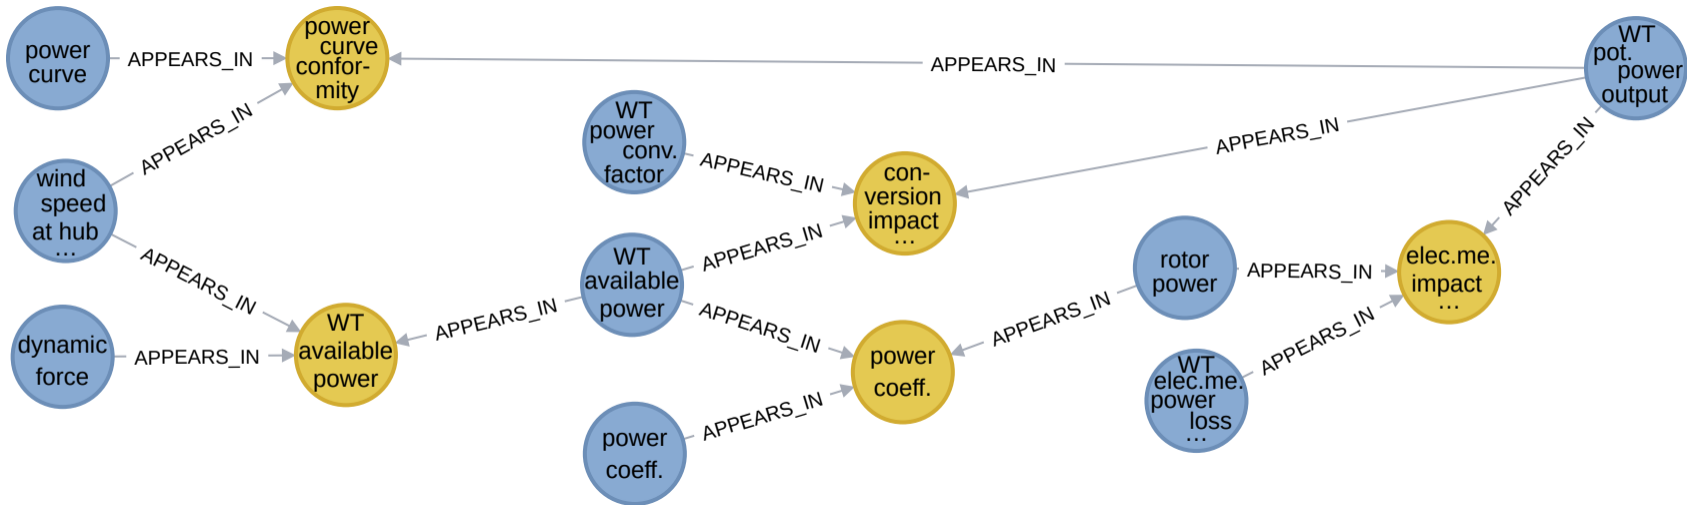 power
curve
APPEARS_IN
power
curve
confor-
mity
APPEARS_IN
WT
pot.
power
output
wind
speed
at hub
...
APPEARS_IN
APPEARS_IN
WT
power
conv.
factor
APPEARS_IN
con-
version
impact
...
APPEARS_IN
APPEARS_IN
dynamic
force
APPEARS_IN
WT
available
power
APPEARS_IN
WT
available
power
APPEARS_IN
APPEARS_IN
power
coeff.
APPEARS_IN
power
coeff.
APPEARS_IN
rotor
power
APPEARS_IN
elec.me.
impact
...
WT
elec.me.
power
loss
...
APPEARS_IN